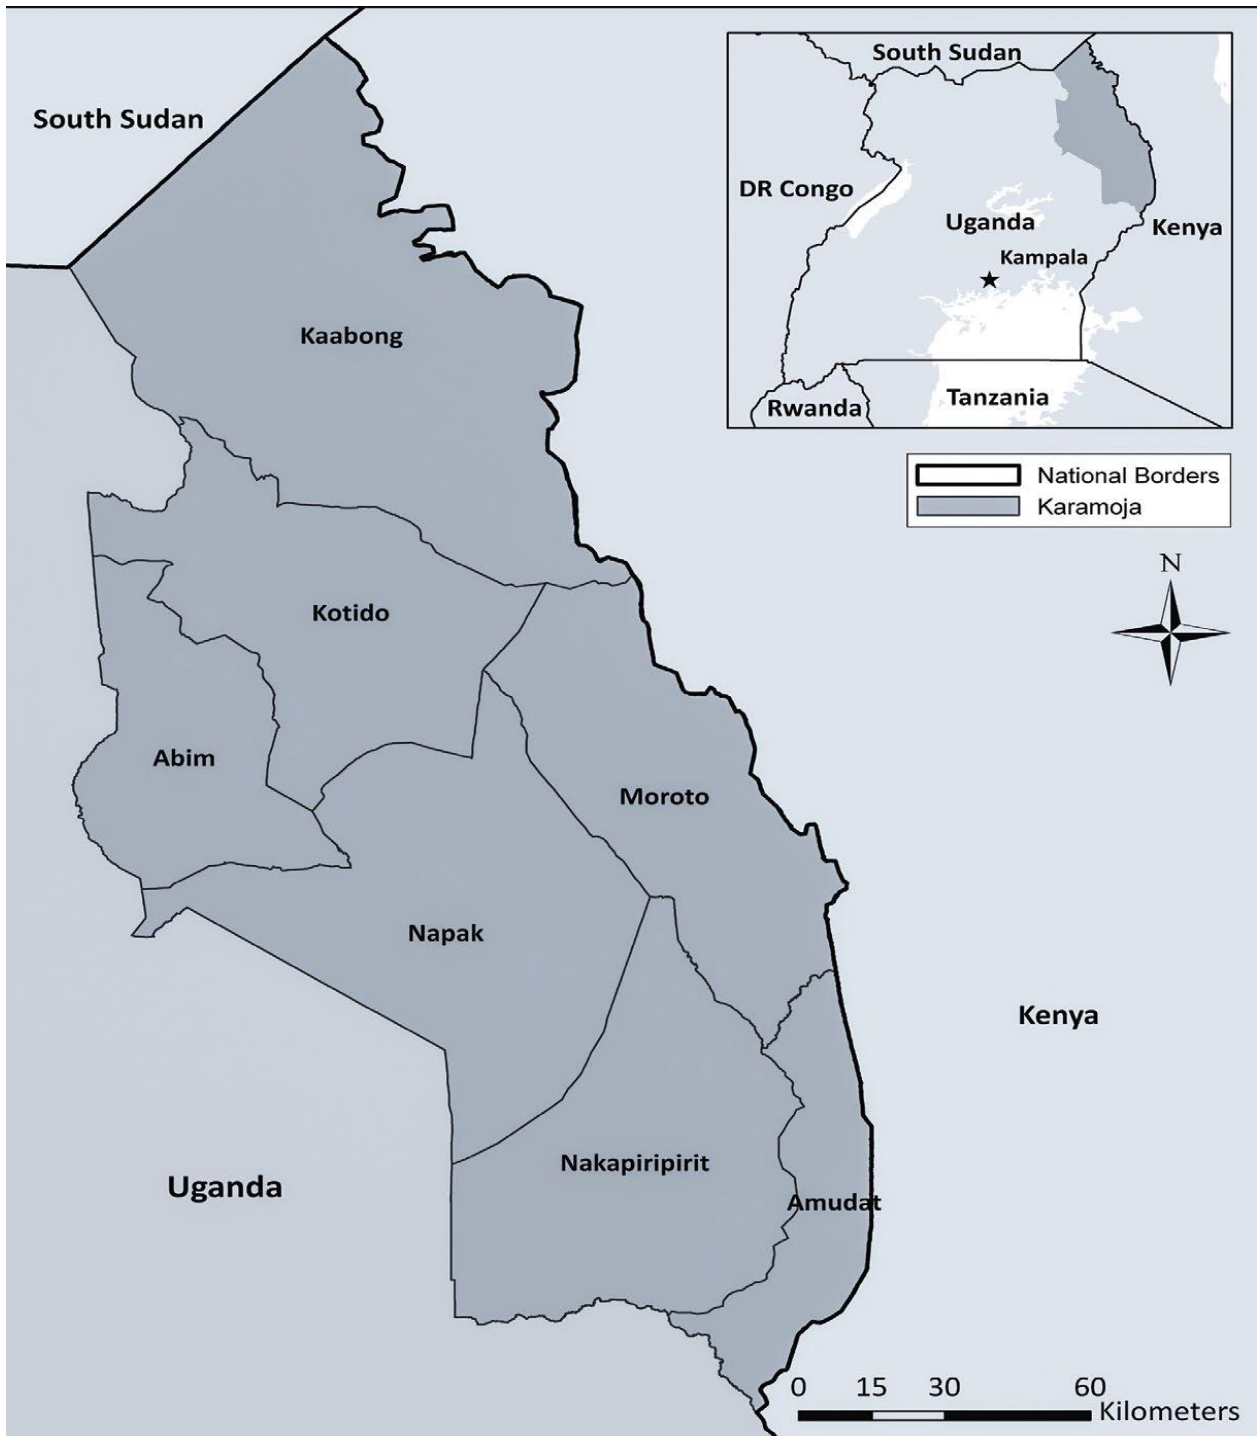 South Sudan
Kaabong
Kotido
Abim
Moroto
Napak
Nakapiripirit
Amudat
Uganda
Kenya
South Sudan
DR Congo
Uganda
Kenya
Kampala
Rwanda
Tanzania
National Borders
Karamoja
N
0 15 30 60
Kilometers